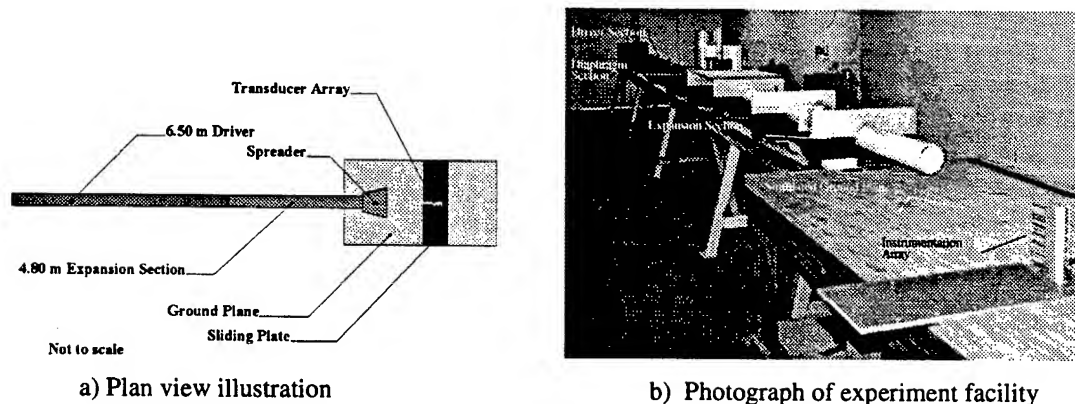 Transducer Array
6.50 m Driver
Spreader
4.80 m Expansion Section
Ground Plane
Sliding Plate
Not to scale
a) Plan view illustration
Driver Section
Diaphragm
Section
Expansion Section
Instrumentation
Array
b) Photograph of experiment facility